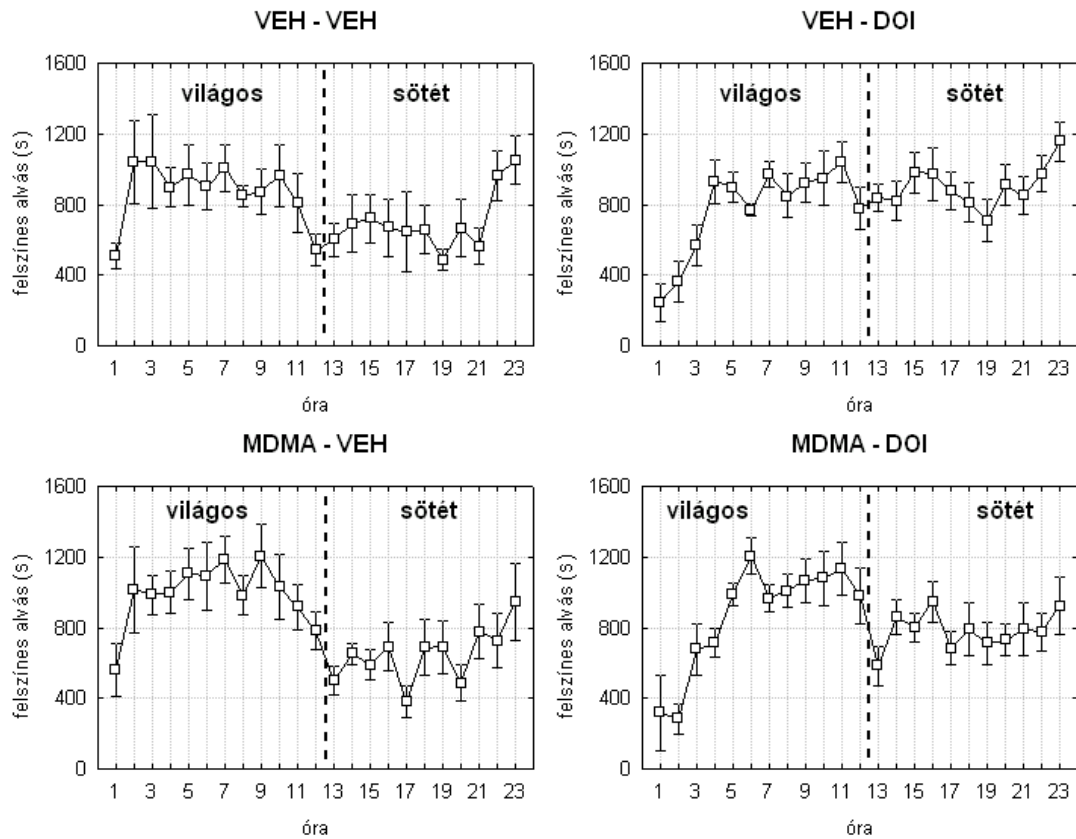 VEH - VEH
1600
1200
800
400
0
felszínes alvás (s)
világos
sötét
1 3 5 7 9 11 13 15 17 19 21 23
óra
VEH - DOI
1600
1200
800
400
0
felszínes alvás (s)
világos
sötét
1 3 5 7 9 11 13 15 17 19 21 23
óra
MDMA - VEH
1600
1200
800
400
0
felszínes alvás (s)
világos
sötét
1 3 5 7 9 11 13 15 17 19 21 23
óra
MDMA - DOI
1600
1200
800
400
0
felszínes alvás (s)
világos
sötét
1 3 5 7 9 11 13 15 17 19 21 23
óra